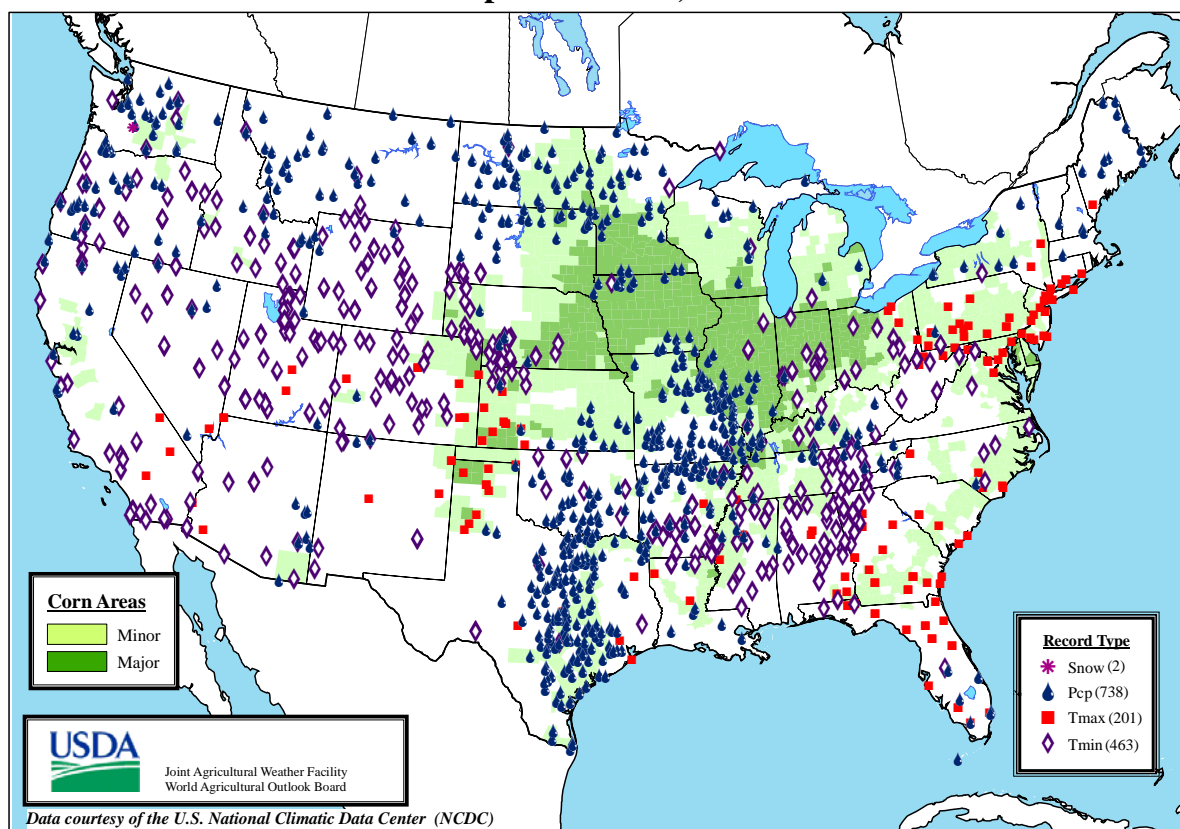 Corn Areas
Minor
Major
Record Type
Snow (2)
Pcp (738)
Tmax (201)
Tmin (463)
USDA
Joint Agricultural Weather Facility
World Agricultural Outlook Board
Data courtesy of the U.S. National Climatic Data Center (NCDC)